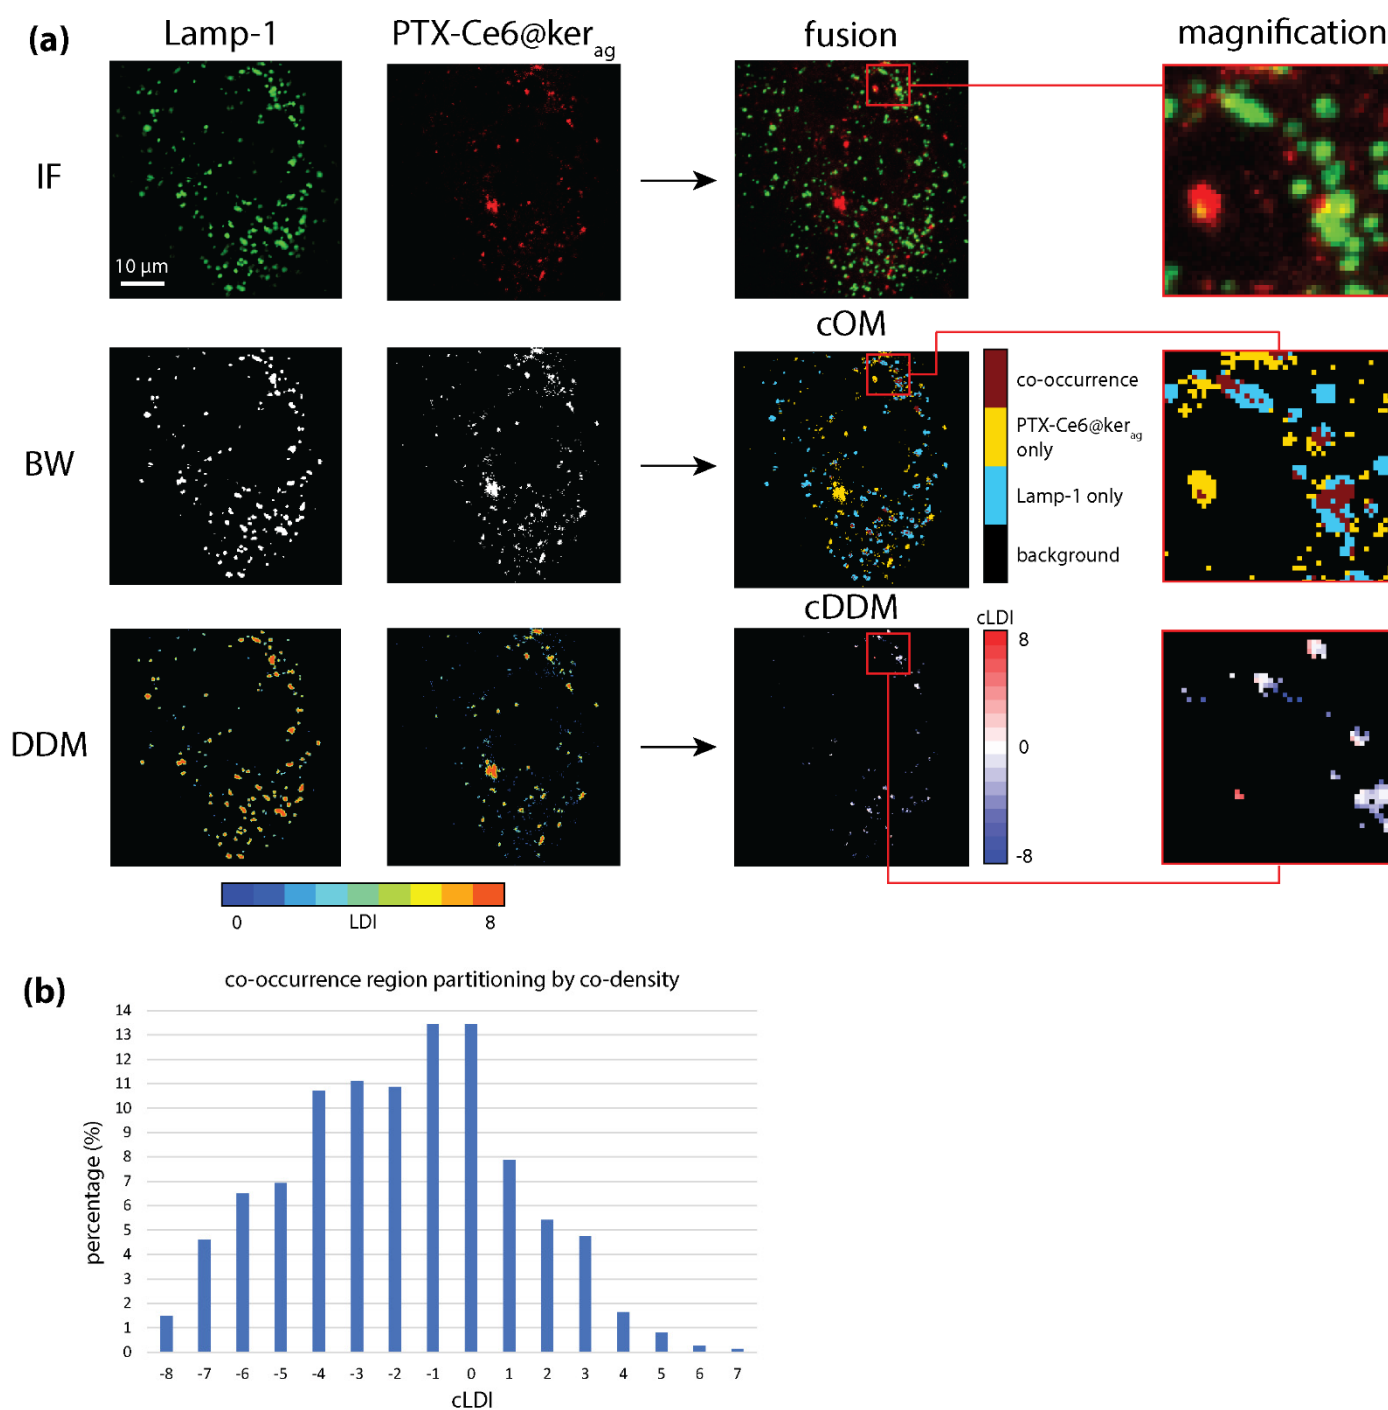 (a)
Lamp-1
PTX-Ce6@ker ag
fusion
magnification
IF
10 µm
cOM
BW
co-occurrence
PTX-Ce6@ker ag
only
Lamp-1 only
background
cDDM
cLDI
8
0
-8
DDM
0 LDI 8
(b)
co-occurrence region partitioning by co-density
percentage (%)
14
13
12
11
10
9
8
7
6
5
4
3
2
1
0
-8 -7 -6 -5 -4 -3 -2 -1 0 1 2 3 4 5 6 7
cLDI